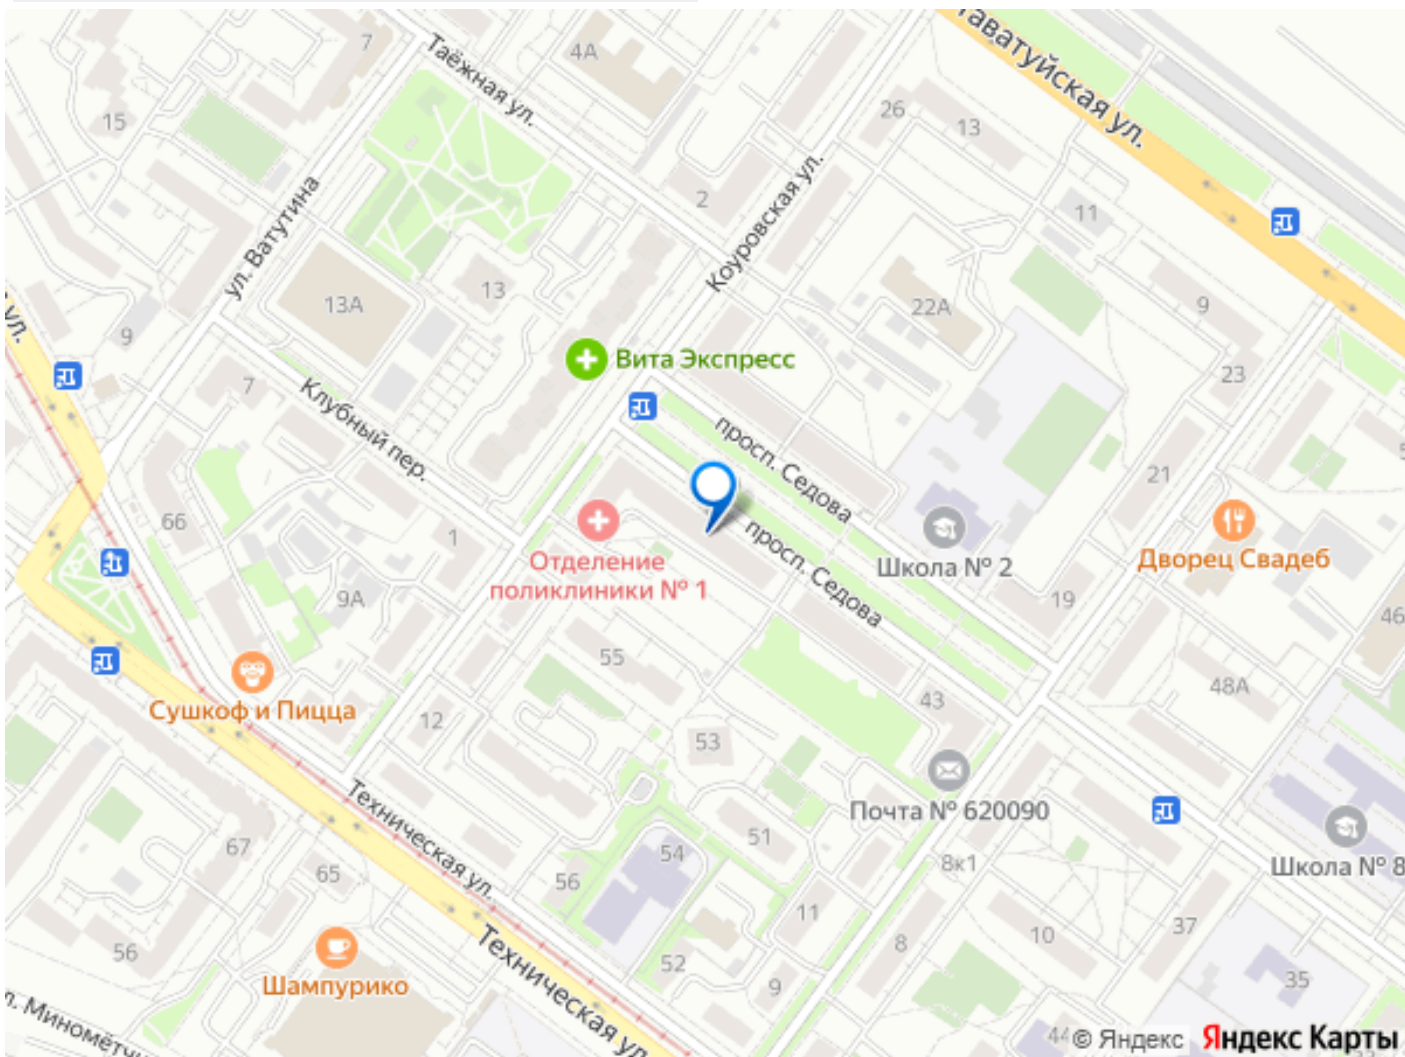 Таёжная ул.
4А
7
15
таватуйская ул.
26
13
2
11
ул. Ватутина
Коуровская ул.
13А
13
22А
9
9
ул.
Вита Экспресс
23
7
Клубный пер.
просп. Седова
21
66
1
Отделение
поликлиники № 1
просп. Седова
Школа № 2
Дворец Свадеб
9А
19
46
55
48А
43
Сушкоф и Пицца
12
53
Почта № 620090
Техническая ул.
51
67
65
54
56
8к1
Школа № 8
11
56
8
10
37
Шампурико
52
9
35
Техническая ул
л. Миномётчи
44
© Яндекс
Яндекс Карты